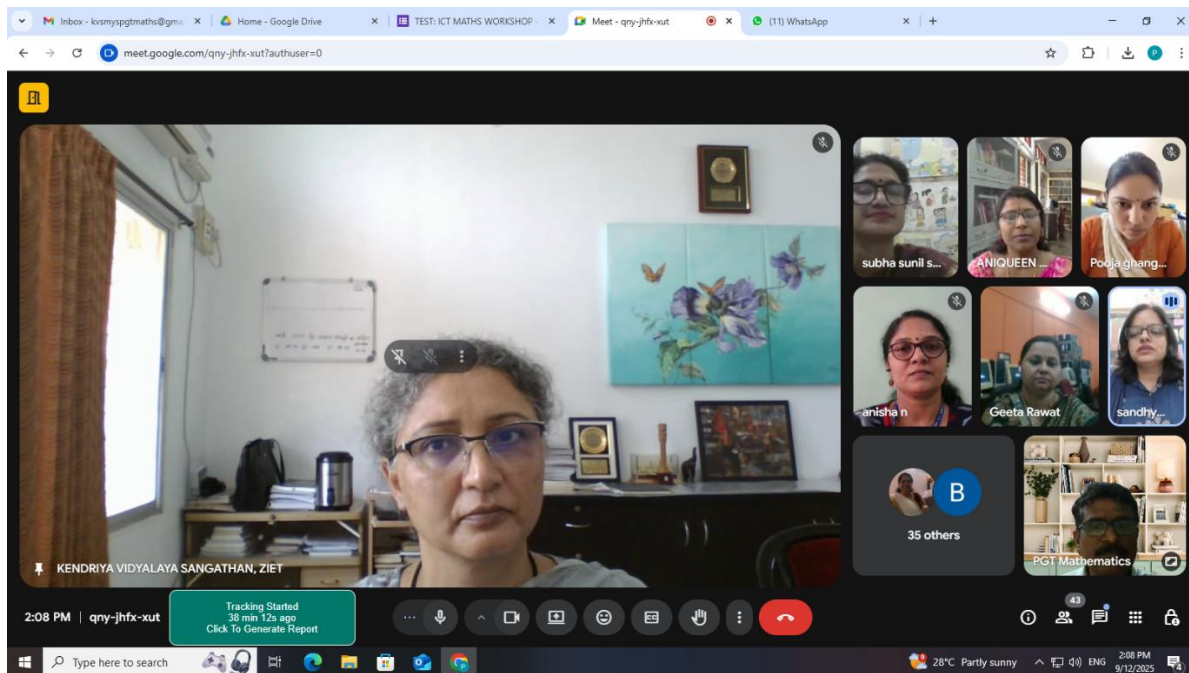 Inbox - kvsmyspgtmaths@gma
Home - Google Drive
TEST: ICT MATHS WORKSHOP -
Meet - qny-jhfx-xut
(11) WhatsApp
meet.google.com/qny-jhfx-xut?authuser=0
P
subha sunil s...
ANIQUEEN ...
Pooja ghang...
anisha n
Geeta Rawat
sandhy...
B
35 others
PGT Mathematics
KENDRIYA VIDYALAYA SANGATHAN, ZIET
2:08 PM | qny-jhfx-xut
Tracking Started
38 min 12s ago
Click To Generate Report
43
Type here to search
28°C Partly sunny
ENG
2:08 PM
9/12/2025
4